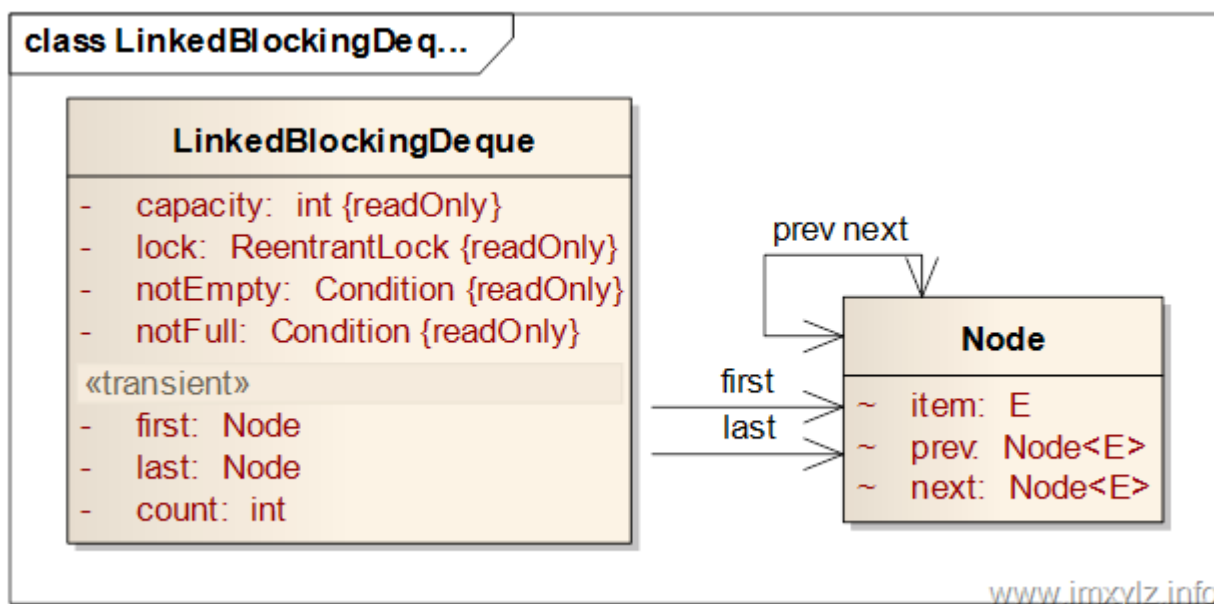 class LinkedBlockingDeq...
LinkedBlockingDeque
- capacity: int {readOnly}
- lock: ReentrantLock {readOnly}
- notEmpty: Condition {readOnly}
- notFull: Condition {readOnly}
«transient»
- first: Node
- last: Node
- count: int
prev next
first
last
Node
~ item: E
~ prev: Node<E>
~ next: Node<E>
www.imxylz.info